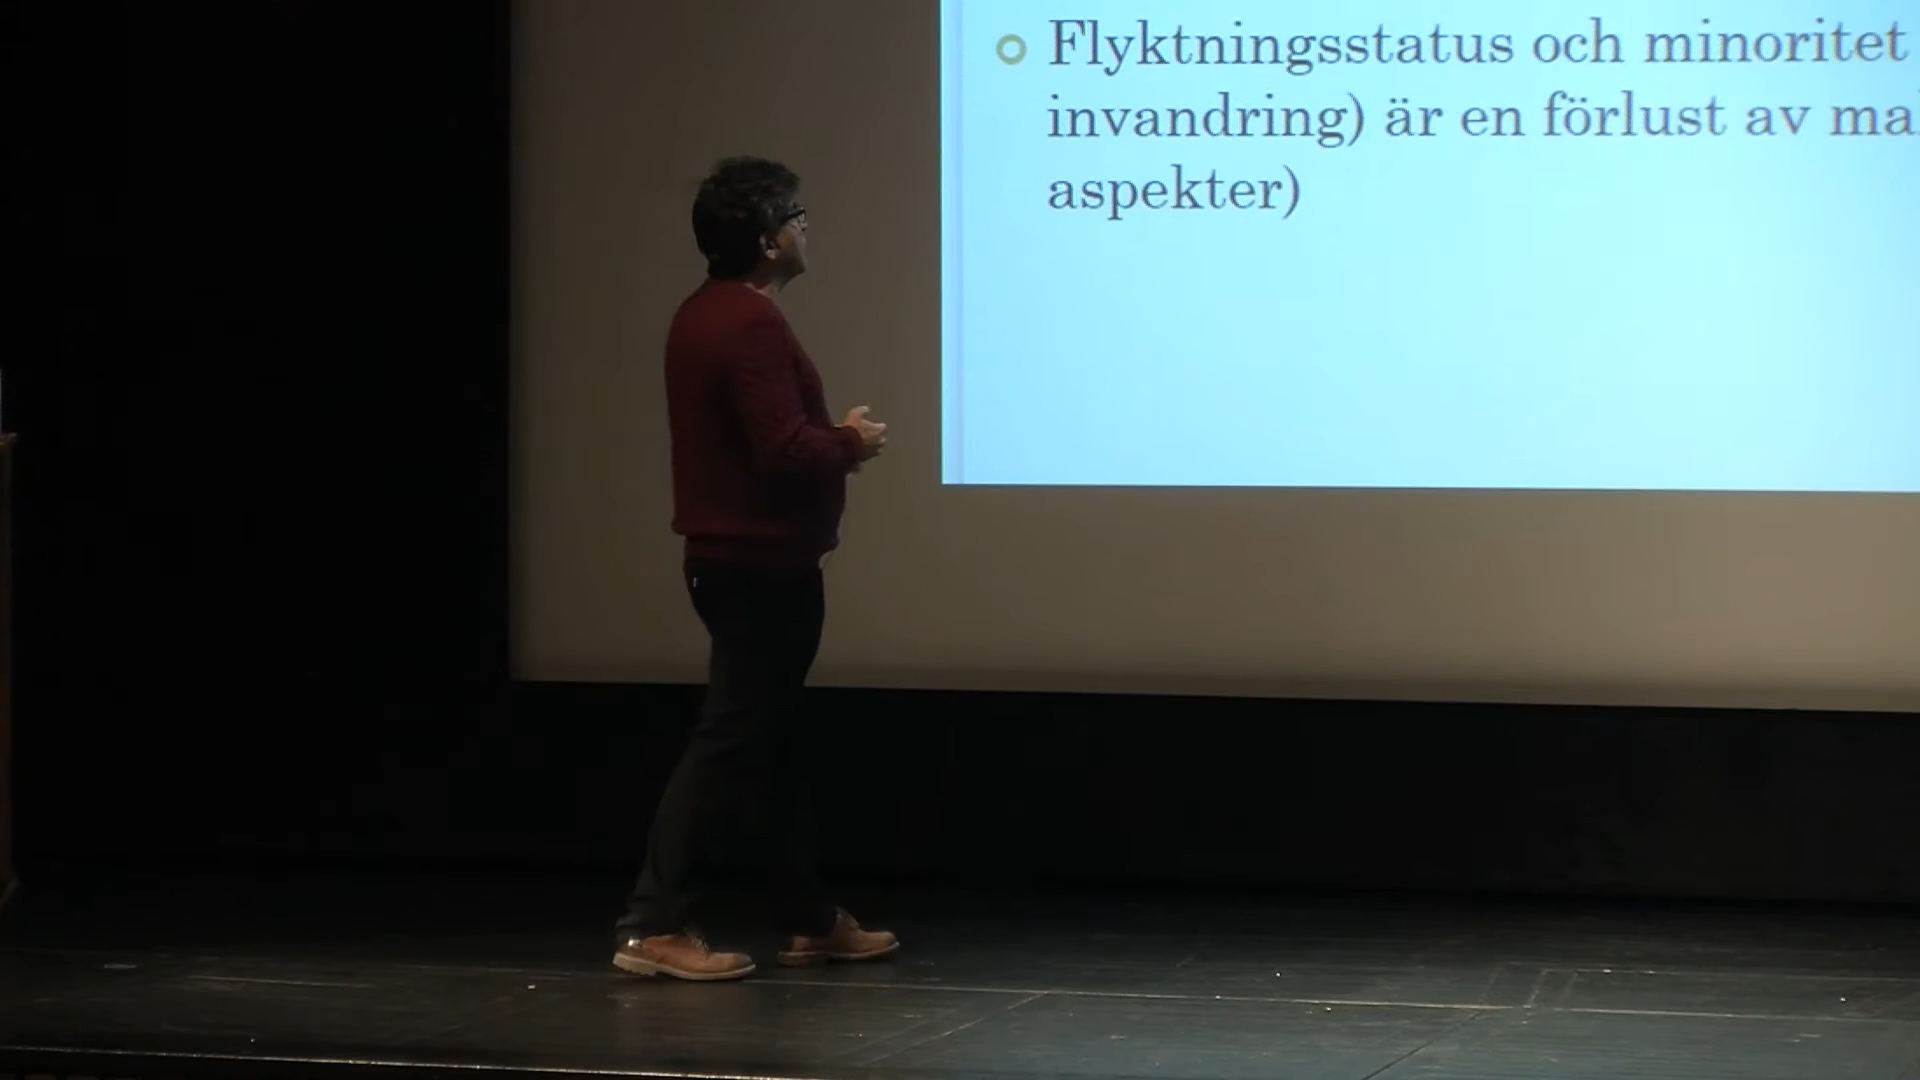 Flyktningsstatus och minoritet
invandring) är en förlust av
aspekter)